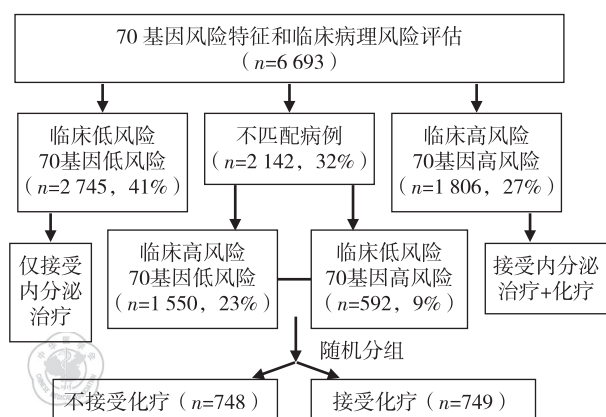 70 基因风险特征和临床病理风险评估
（n=6 693）
临床低风险
70基因低风险
（n=2 745，41%）
不匹配病例
（n=2 142，32%）
临床高风险
70基因高风险
（n=1 806，27%）
仅接受
内分泌
治疗
临床高风险
70基因低风险
（n=1 550，23%）
临床低风险
70基因高风险
（n=592，9%）
接受内分泌
治疗+化疗
随机分组
不接受化疗（n=748）
接受化疗（n=749）